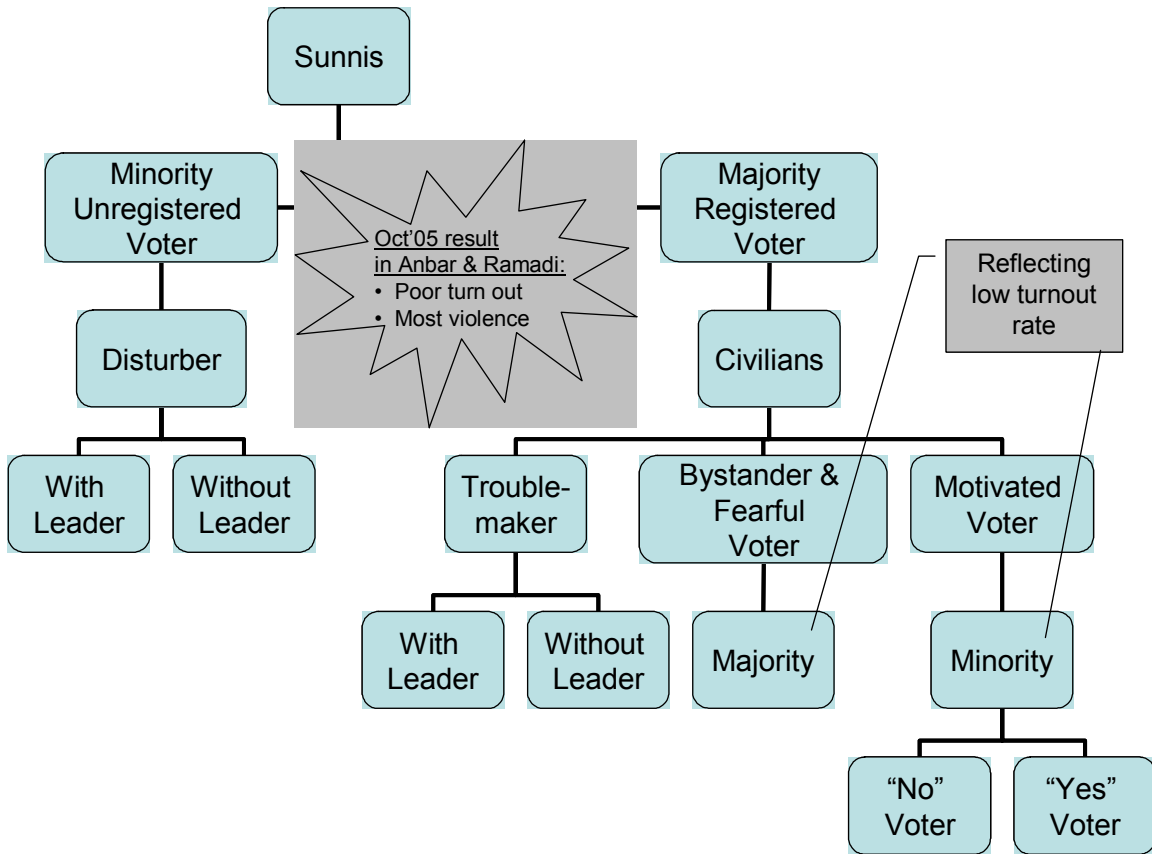 Sunnis
Minority
Unregistered
Voter
Oct'05 result
in Anbar & Ramadi:
• Poor turn out
• Most violence
Majority
Registered
Voter
Reflecting
low turnout
rate
Disturber
Civilians
With
Leader
Without
Leader
Trouble-
maker
Bystander &
Fearful
Voter
Motivated
Voter
With
Leader
Without
Leader
Majority
Minority
“No”
Voter
“Yes”
Voter